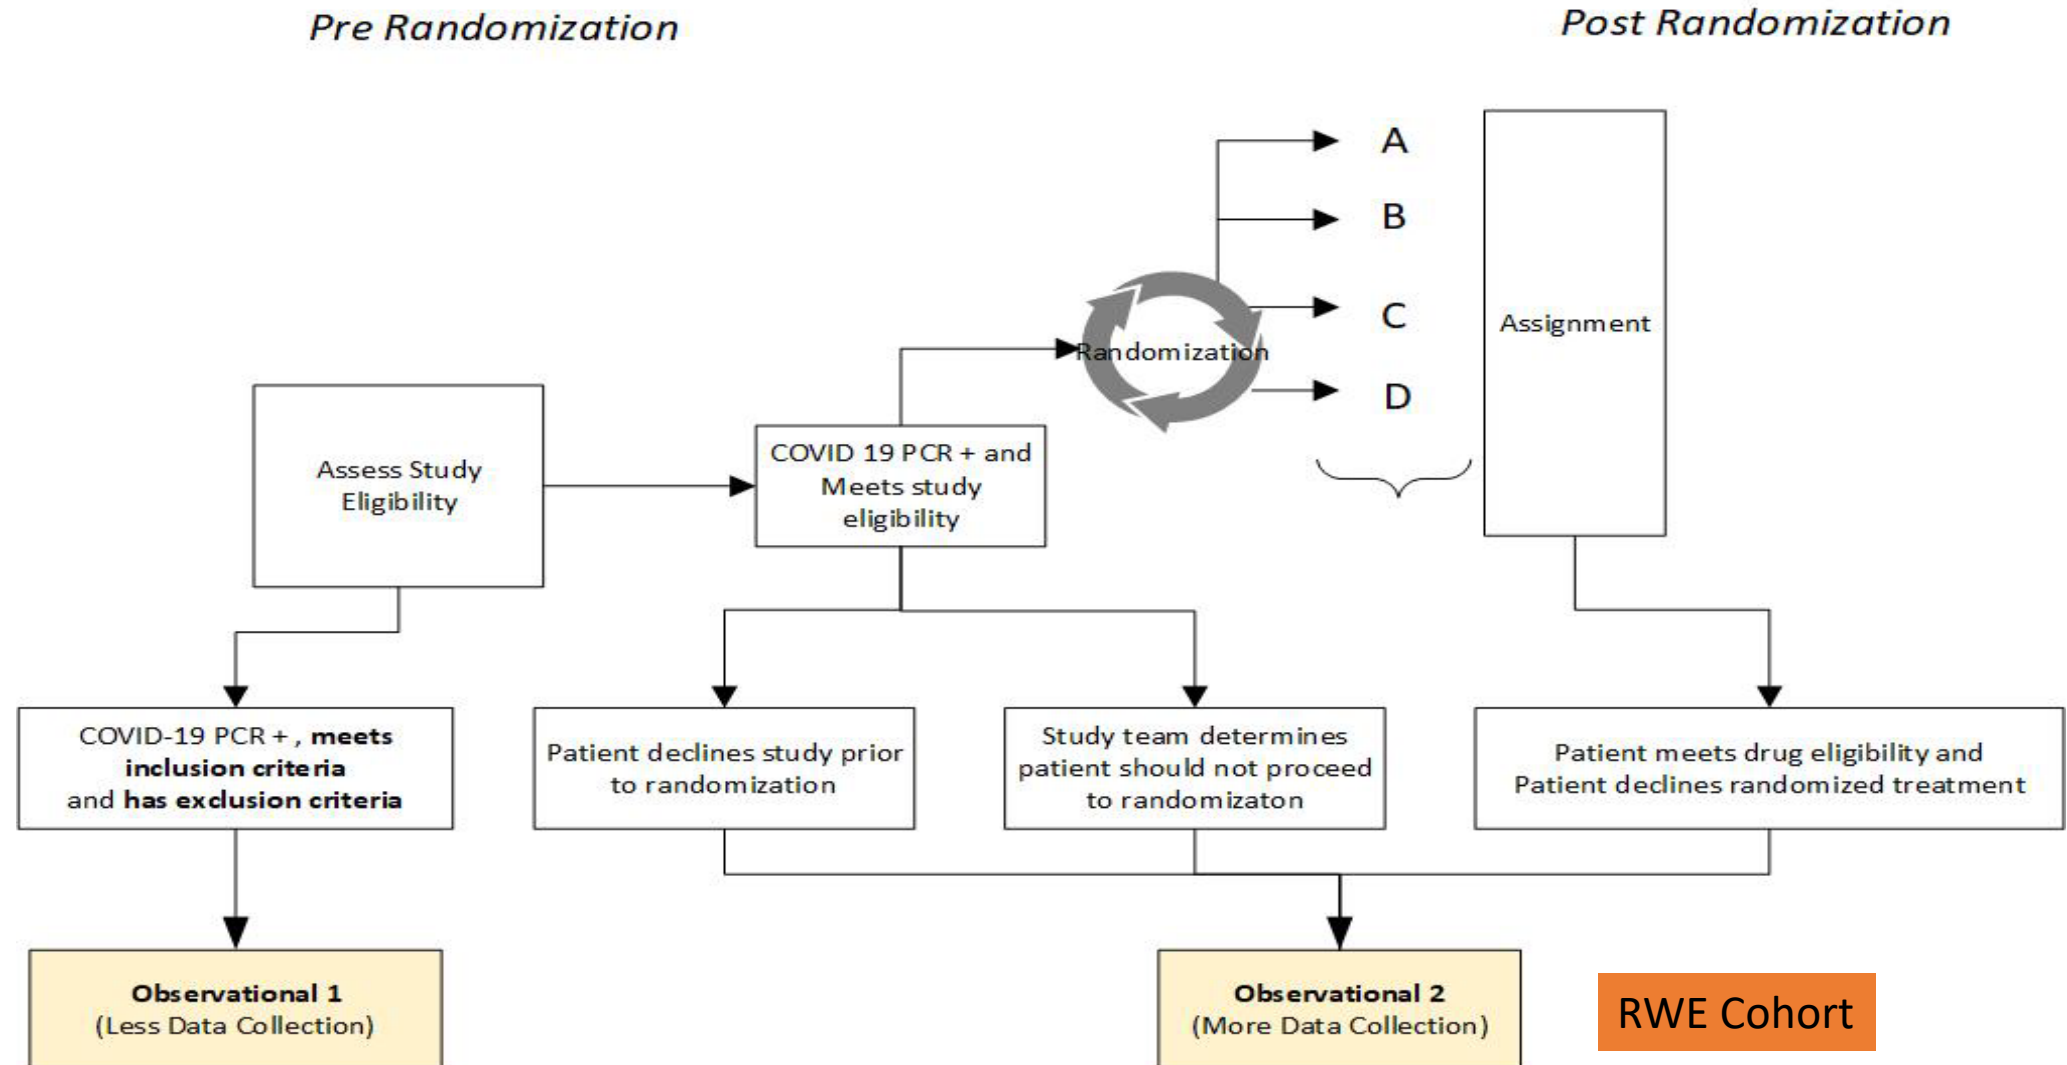 Pre Randomization
Post Randomization
A
B
C
D
Randomization
Assignment
Assess Study
Eligibility
COVID 19 PCR + and
Meets study
eligibility
COVID-19 PCR + , meets
inclusion criteria
and has exclusion criteria
Patient declines study prior
to randomization
Study team determines
patient should not proceed
to randomizaton
Patient meets drug eligibility and
Patient declines randomized treatment
Observational 1
(Less Data Collection)
Observational 2
(More Data Collection)
RWE Cohort